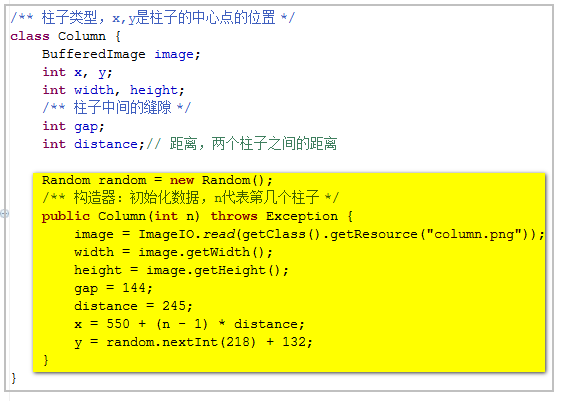 /** 柱子类型，x,y是柱子的中心点的位置 */
class Column {
    BufferedImage image;
    int x, y;
    int width, height;
    /** 柱子中间的缝隙 */
    int gap;
    int distance;// 距离，两个柱子之间的距离
    Random random = new Random();
    /** 构造器：初始化数据，n代表第几个柱子 */
    public Column(int n) throws Exception {
        image = ImageIO.read(getClass().getResource("column.png"));
        width = image.getWidth();
        height = image.getHeight();
        gap = 144;
        distance = 245;
        x = 550 + (n - 1) * distance;
        y = random.nextInt(218) + 132;
    }
}